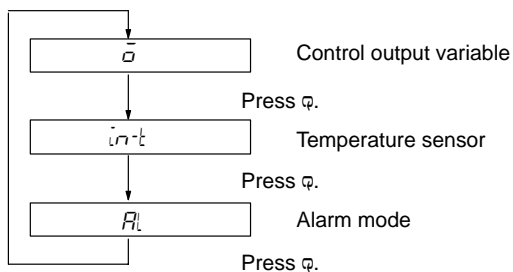 ō Control output variable
Press ⫐.
in-t Temperature sensor
Press ⫐.
AL Alarm mode
Press ⫐.